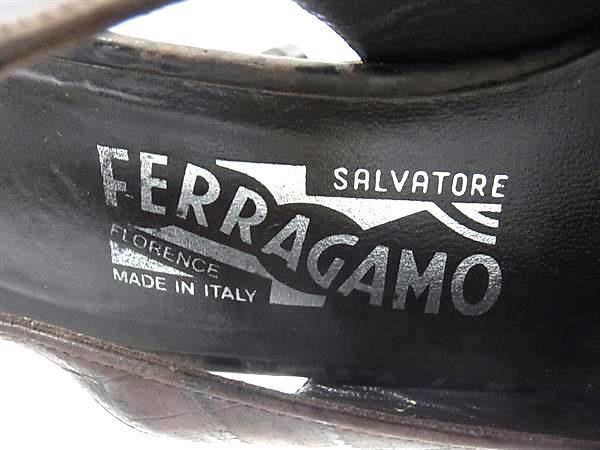 SALVATORE
FERRAGAMO
FLORENCE
MADE IN ITALY